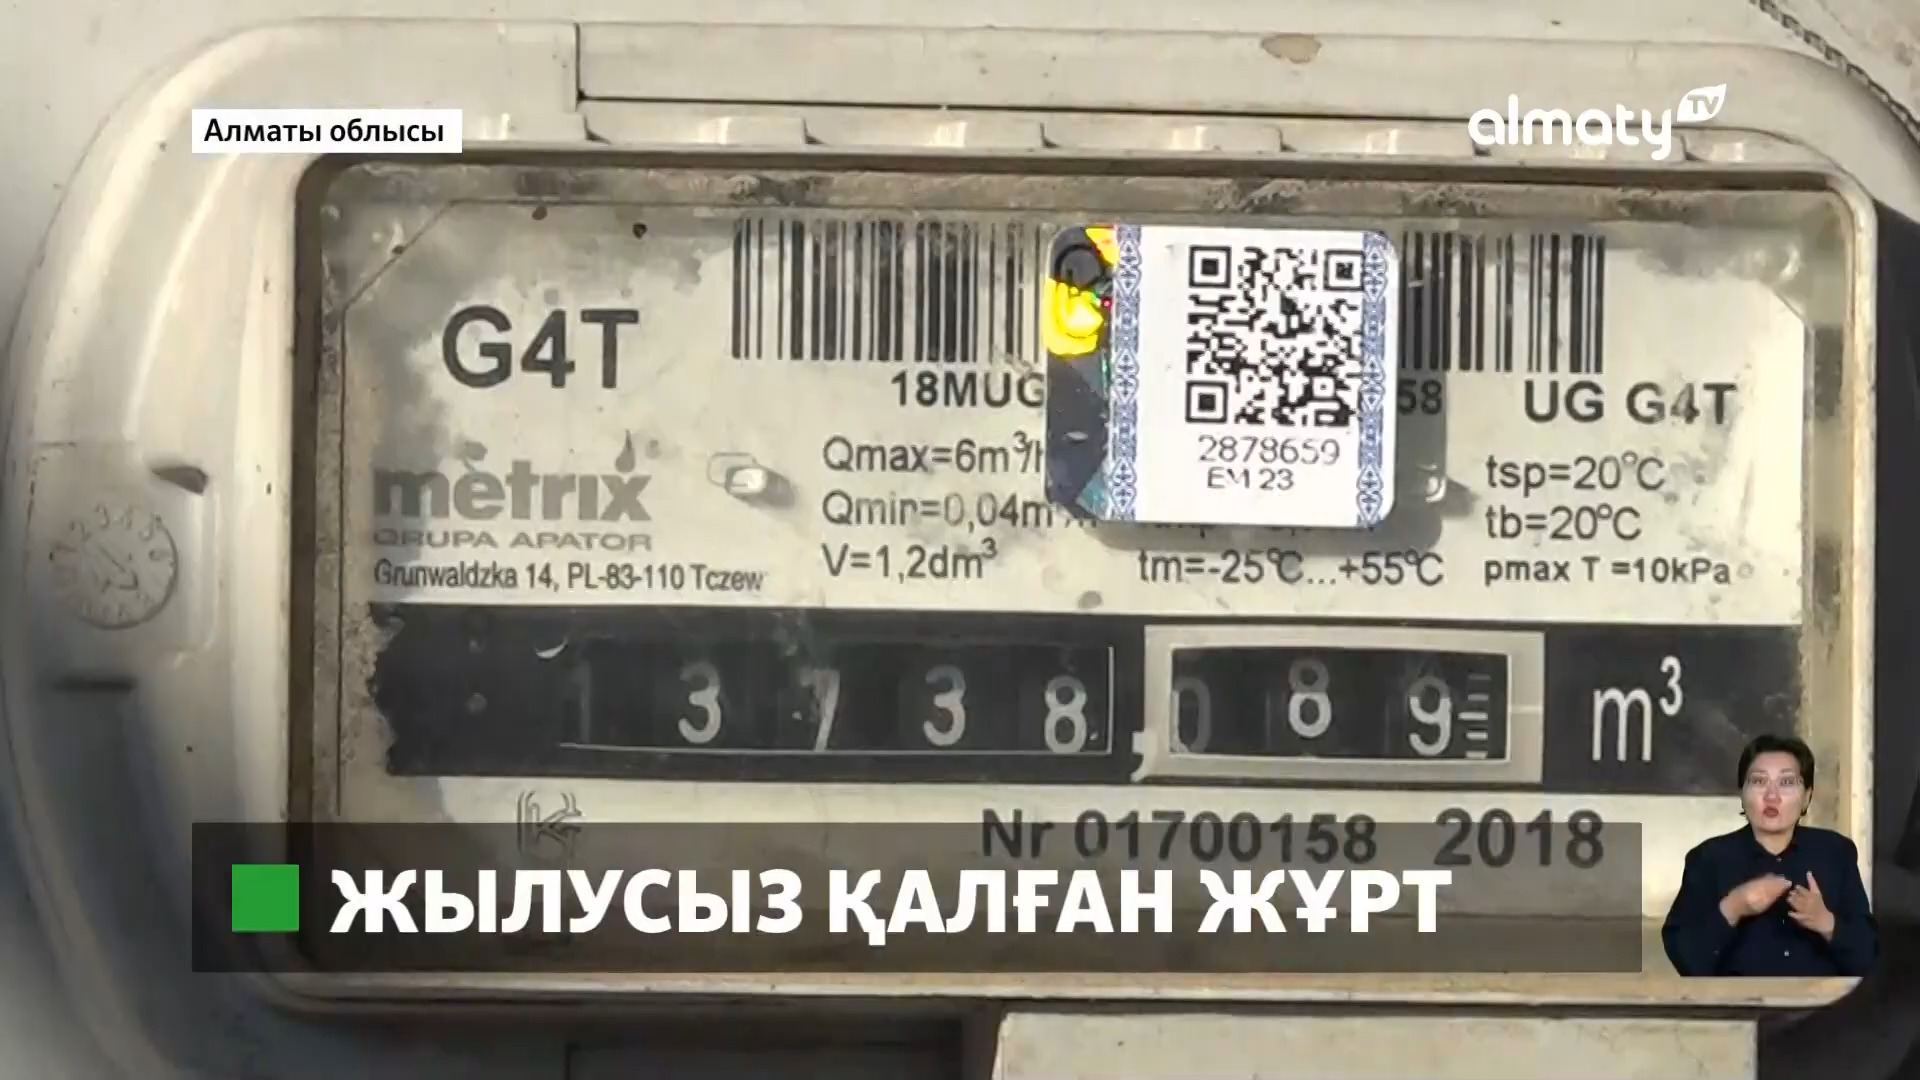 Алматы облысы
almaty TV
G4T
18MUG
58
UG G4T
2878659
EM 23
metrix
GRUPA APATOR
Grunwaldzka 14, PL-83-110 Tczew
Qmax=6m³/h
Qmin=0,04m
V=1,2dm³
tm=-25°C...+55°C
tsp=20°C
tb=20°C
pmax T =10kPa
13738,089 m³
Nr 01700158 2018
ЖЫЛУСЫЗ ҚАЛҒАН ЖҰРТ